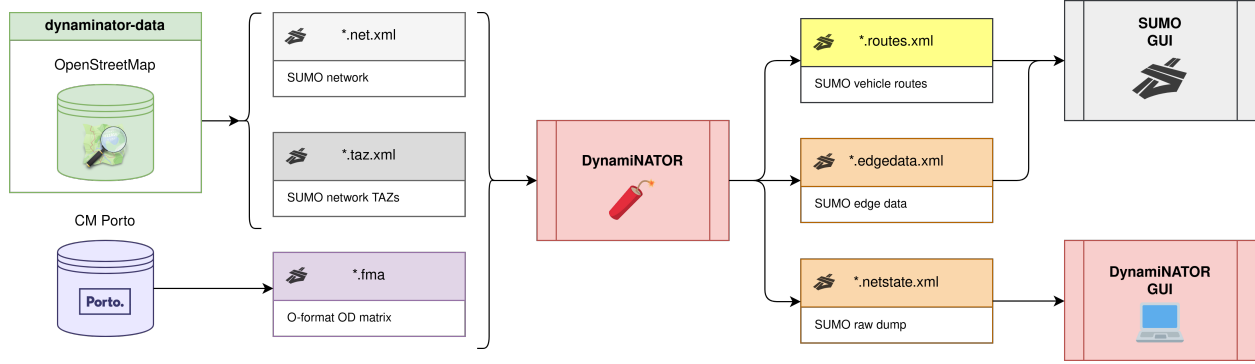 dynaminator-data
OpenStreetMap
CM Porto
Porto.
*.net.xml
SUMO network
*.taz.xml
SUMO network TAZs
*.fma
O-format OD matrix
DynamiNATOR
*.routes.xml
SUMO vehicle routes
*.edgedata.xml
SUMO edge data
*.netstate.xml
SUMO raw dump
SUMO
GUI
DynamiNATOR
GUI